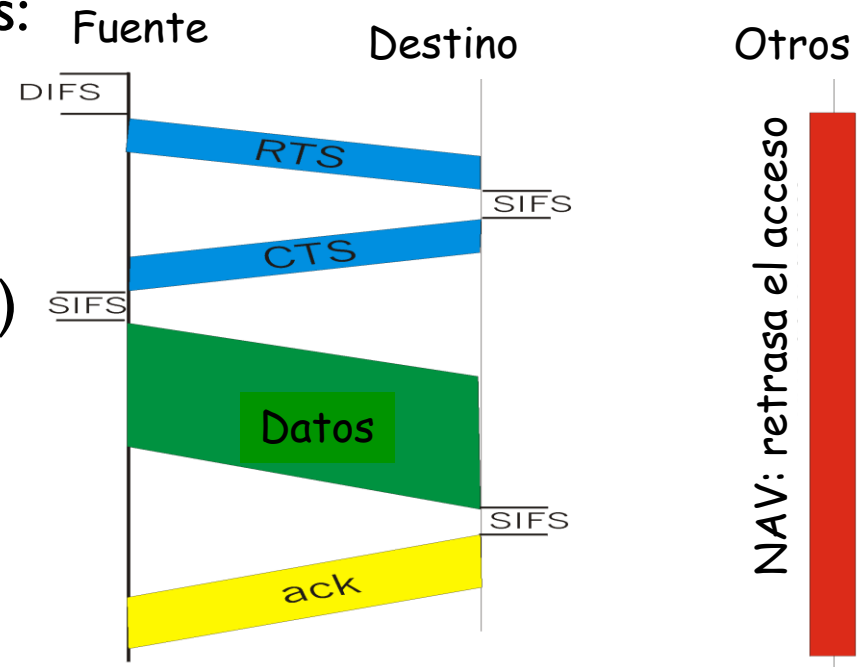 s:
Fuente
Destino
Otros
DIFS
RTS
SIFS
CTS
)
SIFS
Datos
SIFS
ack
NAV: retrasa el acceso